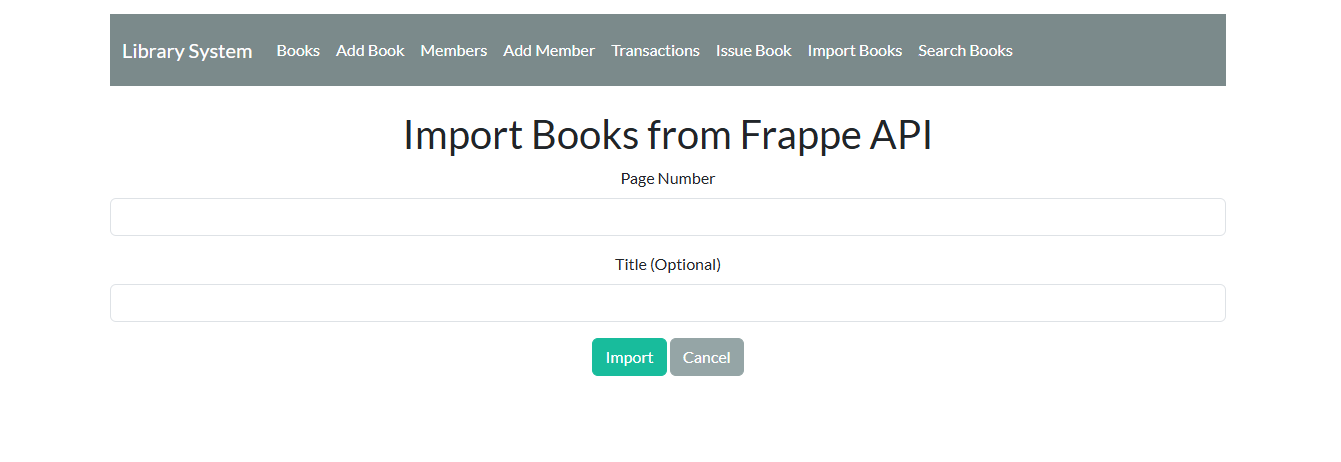 Library System Books Add Book Members Add Member Transactions Issue Book Import Books Search Books
Import Books from Frappe API
Page Number
Title (Optional)
Import Cancel